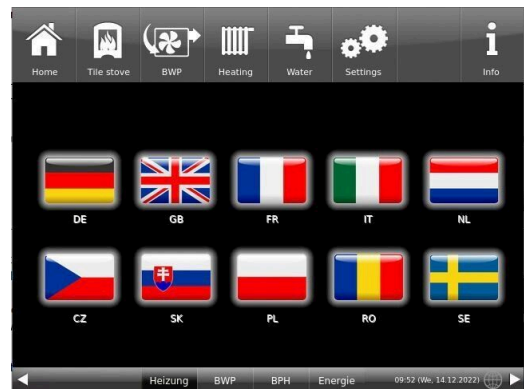 Home Tile stove BWP Heating Water Settings Info
DE GB FR IT NL
CZ SK PL RO SE
Heizung BWP BPH Energie 09:52 (We, 14.12.2022)